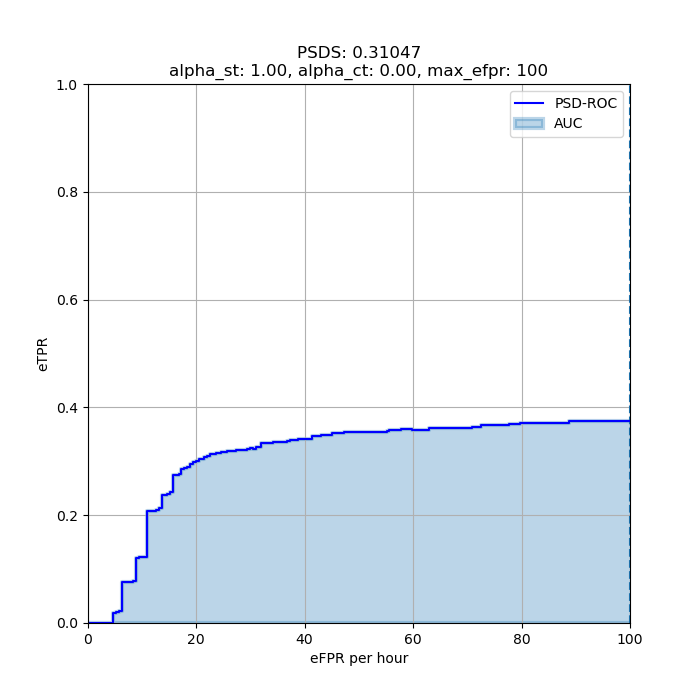 PSDS: 0.31047
alpha_st: 1.00, alpha_ct: 0.00, max_efpr: 100
1.0
PSD-ROC
AUC
0.8
0.6
eTPR
0.4
0.2
0.0
0 20 40 60 80 100
eFPR per hour